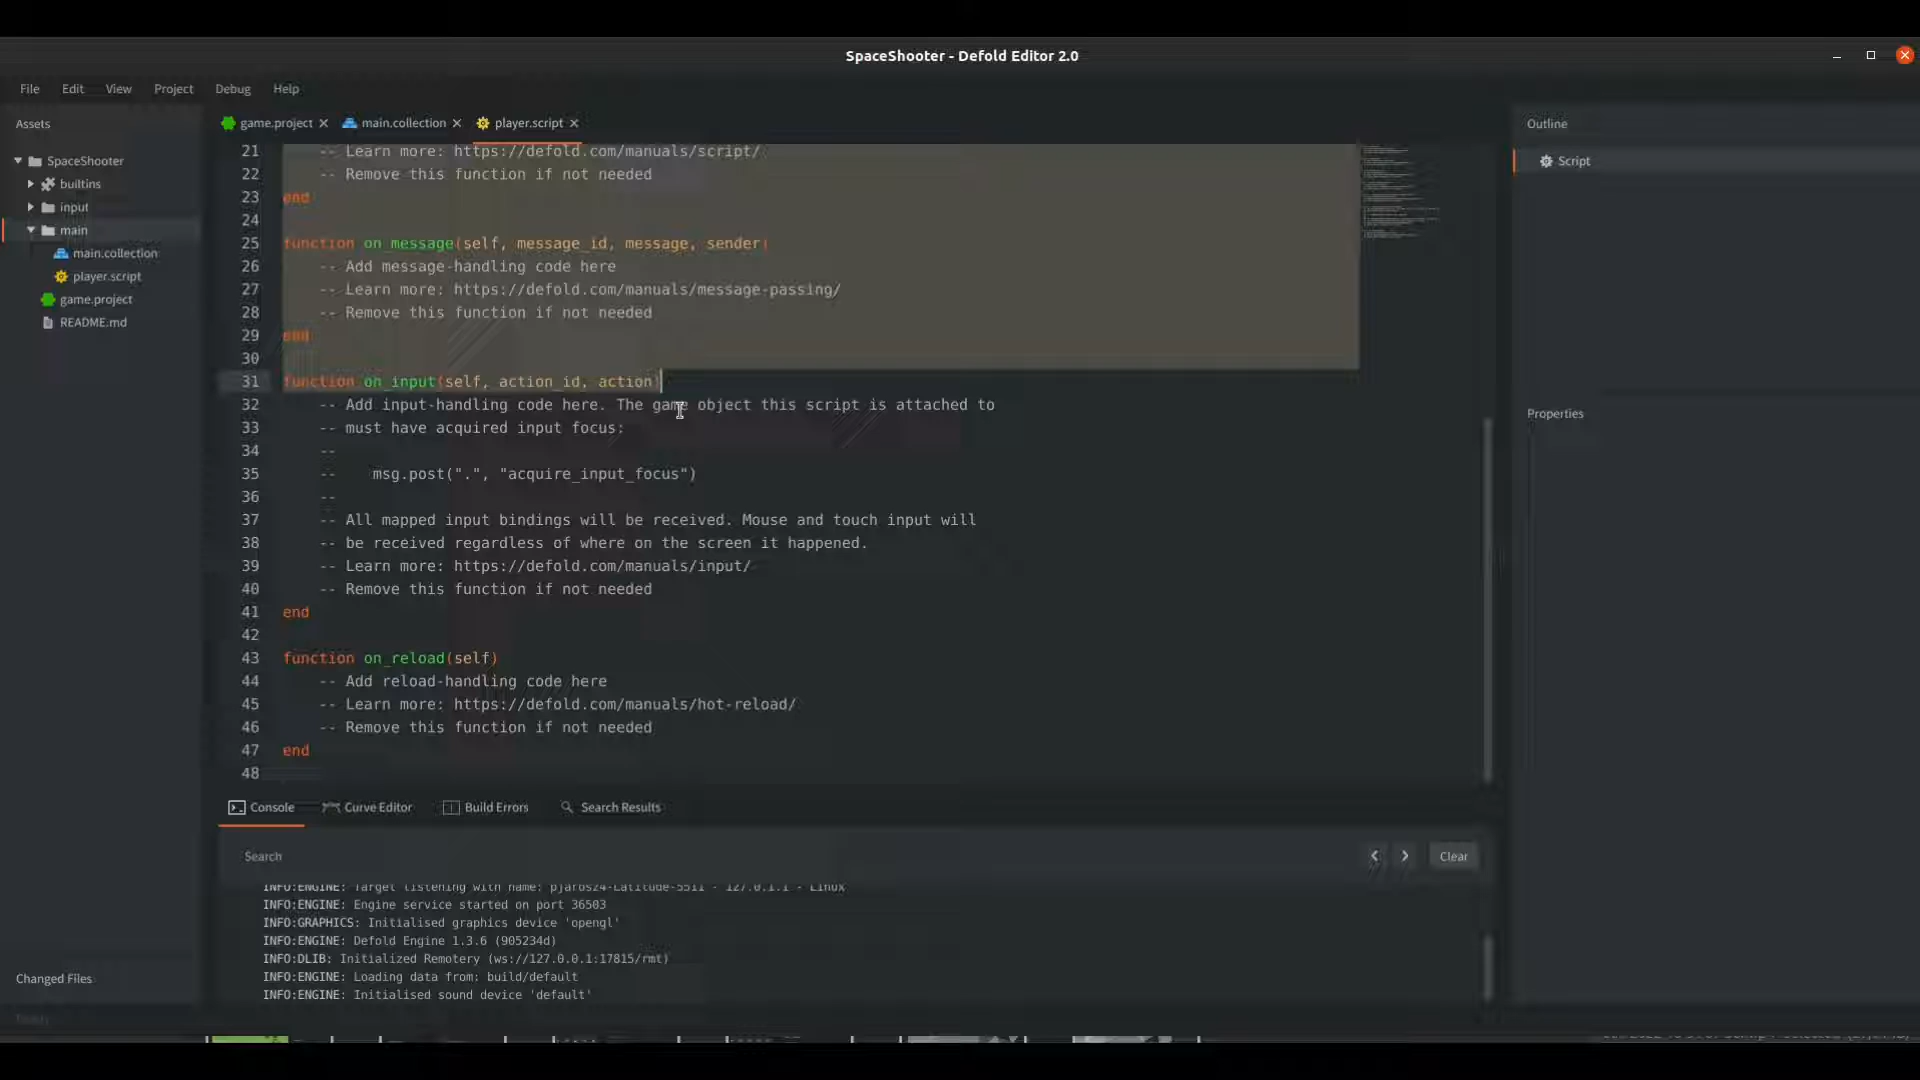 SpaceShooter - Defold Editor 2.0
File Edit View Project Debug Help
Assets
game.project main.collection player.script
Outline
SpaceShooter
builtins
input
main
main.collection
player.script
game.project
README.md
21 -- Learn more: https://defold.com/manuals/script/
22 -- Remove this function if not needed
23 end
24
25 function on_message(self, message_id, message, sender)
26 -- Add message-handling code here
27 -- Learn more: https://defold.com/manuals/message-passing/
28 -- Remove this function if not needed
29 end
30
31 function on_input(self, action_id, action)
32 -- Add input-handling code here. The game object this script is attached to
33 -- must have acquired input focus:
34 --
35 -- msg.post(".", "acquire_input_focus")
36 --
37 -- All mapped input bindings will be received. Mouse and touch input will
38 -- be received regardless of where on the screen it happened.
39 -- Learn more: https://defold.com/manuals/input/
40 -- Remove this function if not needed
41 end
42
43 function on_reload(self)
44 -- Add reload-handling code here
45 -- Learn more: https://defold.com/manuals/hot-reload/
46 -- Remove this function if not needed
47 end
48
Script
Properties
Console Curve Editor Build Errors Search Results
Search Clear
INFO:ENGINE: Target listening with name: pjaros24-Latitude-5511 - 127.0.1.1 - Linux
INFO:ENGINE: Engine service started on port 36503
INFO:GRAPHICS: Initialised graphics device 'opengl'
INFO:ENGINE: Defold Engine 1.3.6 (905234d)
INFO:DLIB: Initialized Remotery (ws://127.0.0.1:17815/rmt)
INFO:ENGINE: Loading data from: build/default
INFO:ENGINE: Initialised sound device 'default'
Changed Files